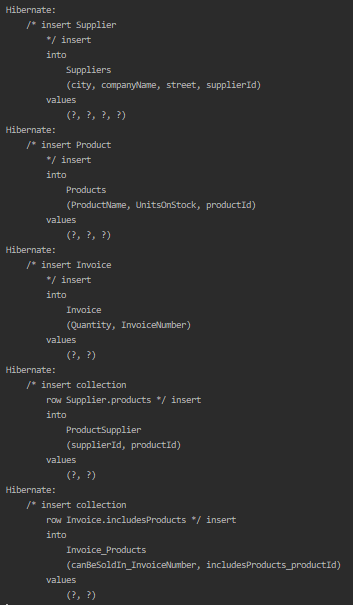 Hibernate:
/* insert Supplier
*/ insert
into
Suppliers
(city, companyName, street, supplierId)
values
(?, ?, ?, ?)
Hibernate:
/* insert Product
*/ insert
into
Products
(ProductName, UnitsOnStock, productId)
values
(?, ?, ?)
Hibernate:
/* insert Invoice
*/ insert
into
Invoice
(Quantity, InvoiceNumber)
values
(?, ?)
Hibernate:
/* insert collection
row Supplier.products */ insert
into
ProductSupplier
(supplierId, productId)
values
(?, ?)
Hibernate:
/* insert collection
row Invoice.includesProducts */ insert
into
Invoice_Products
(canBeSoldIn_InvoiceNumber, includesProducts_productId)
values
(?, ?)